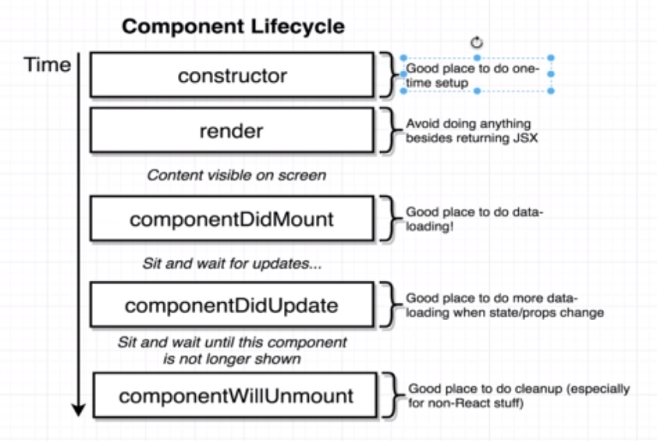 Component Lifecycle
Time
constructor
Good place to do one-
time setup
render
Avoid doing anything
besides returning JSX
Content visible on screen
componentDidMount
Good place to do data-
loading!
Sit and wait for updates...
componentDidUpdate
Good place to do more data-
loading when state/props change
Sit and wait until this component
is not longer shown
componentWillUnmount
Good place to do cleanup (especially
for non-React stuff)